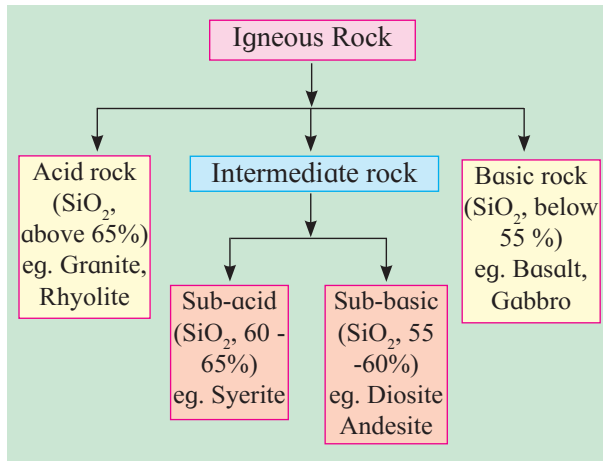 Igneous Rock
Acid rock
(SiO₂,
above 65%)
eg. Granite,
Rhyolite
Intermediate rock
Sub-acid
(SiO₂, 60 -
65%)
eg. Syerite
Sub-basic
(SiO₂, 55
-60%)
eg. Diosite
Andesite
Basic rock
(SiO₂, below
55 %)
eg. Basalt,
Gabbro